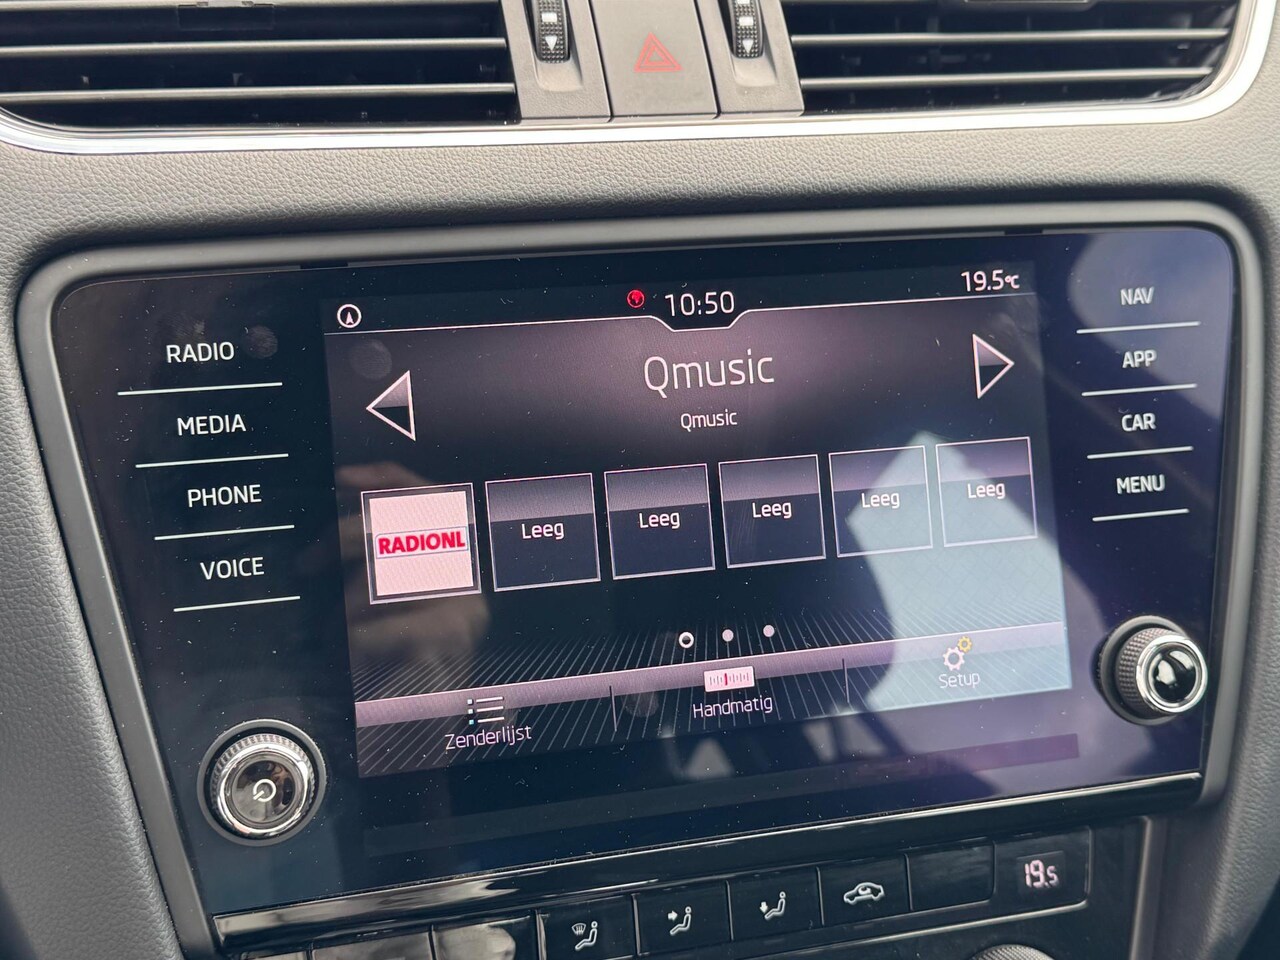 10:50
19.5°C
Qmusic
Qmusic
RADIO
MEDIA
PHONE
VOICE
NAV
APP
CAR
MENU
RADIONL
Leeg
Leeg
Leeg
Leeg
Leeg
Zenderlijst
Handmatig
Setup
19.5